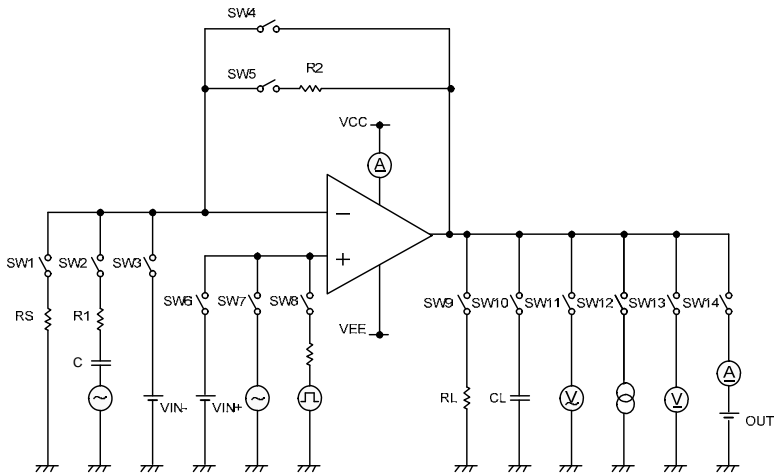 SW4
SW5
R2
VCC
A
−
+
SW1
SW2
SW3
SW6
SW7
SW8
VEE
SW9
SW10
SW11
SW12
SW13
SW14
RS
R1
C
VIN-
VIN+
RL
CL
V
V
A
OUT